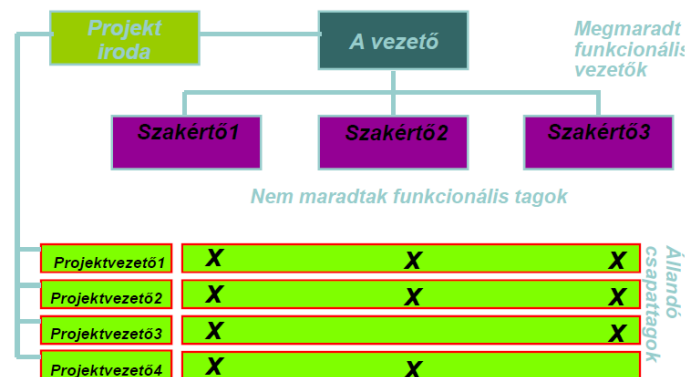 Projekt
iroda
A vezető
Megmaradt
funkcionális
vezetők
Szakértő1
Szakértő2
Szakértő3
Nem maradtak funkcionális tagok
Projektvezető1
X
X
X
Projektvezető2
X
X
X
Projektvezető3
X
X
Projektvezető4
X
X
Állandó
csapattagok